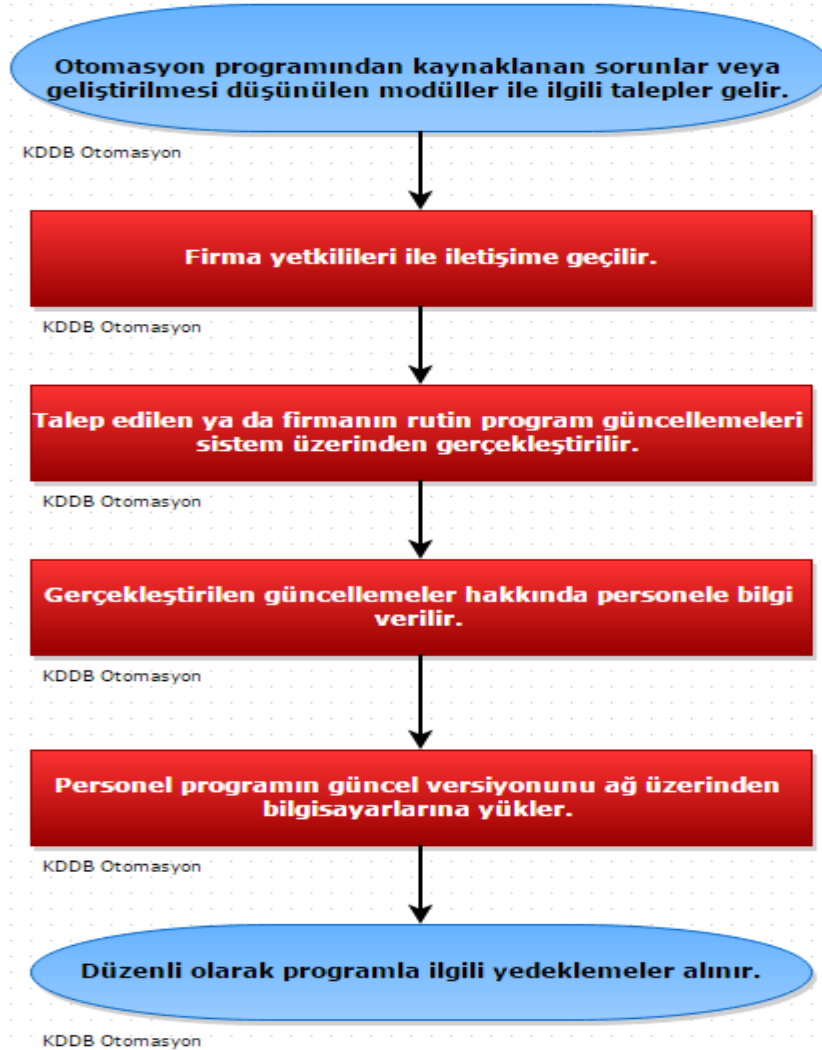 Otomasyon programından kaynaklanan sorunlar veya
geliştirilmesi düşünülen modüller ile ilgili talepler gelir.
KDDB Otomasyon
Firma yetkilileri ile iletişime geçilir.
KDDB Otomasyon
Talep edilen ya da firmanın rutin program güncellemeleri
sistem üzerinden gerçekleştirilir.
KDDB Otomasyon
Gerçekleştirilen güncellemeler hakkında personele bilgi
verilir.
KDDB Otomasyon
Personel programın güncel versiyonunu ağ üzerinden
bilgisayarlarına yükler.
KDDB Otomasyon
Düzenli olarak programla ilgili yedeklemeler alınır.
KDDB Otomasyon